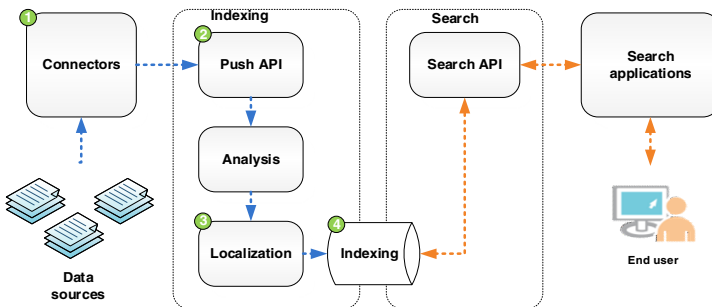 Indexing
Search
1
2
Connectors
Push API
Search API
Search
applications
Analysis
3
4
Localization
Indexing
Data
sources
End user